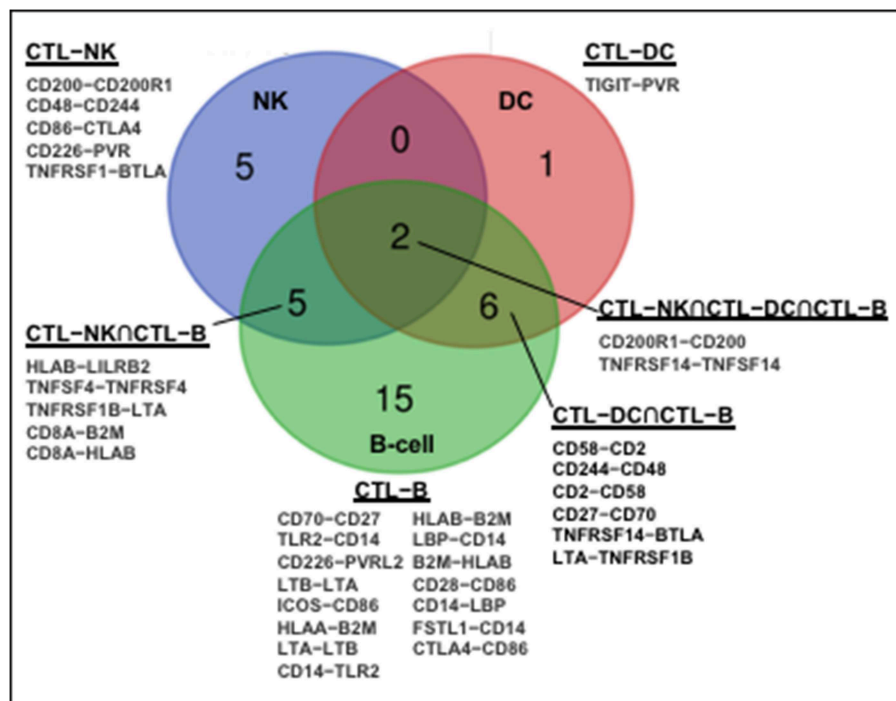 CTL-NK
CD200-CD200R1
CD48-CD244
CD86-CTLA4
CD226-PVR
TNFRSF1-BTLA
CTL-DC
TIGIT-PVR
NK
DC
0
5
1
2
5
6
15
B-cell
CTL-NK∩CTL-B
HLAB-LILRB2
TNFSF4-TNFRSF4
TNFRSF1B-LTA
CD8A-B2M
CD8A-HLAB
CTL-NK∩CTL-DC∩CTL-B
CD200R1-CD200
TNFRSF14-TNFSF14
CTL-DC∩CTL-B
CD58-CD2
CD244-CD48
CD2-CD58
CD27-CD70
TNFRSF14-BTLA
LTA-TNFRSF1B
CTL-B
CD70-CD27 HLAB-B2M
TLR2-CD14 LBP-CD14
CD226-PVRL2 B2M-HLAB
LTB-LTA CD28-CD86
ICOS-CD86 CD14-LBP
HLAA-B2M FSTL1-CD14
LTA-LTB CTLA4-CD86
CD14-TLR2